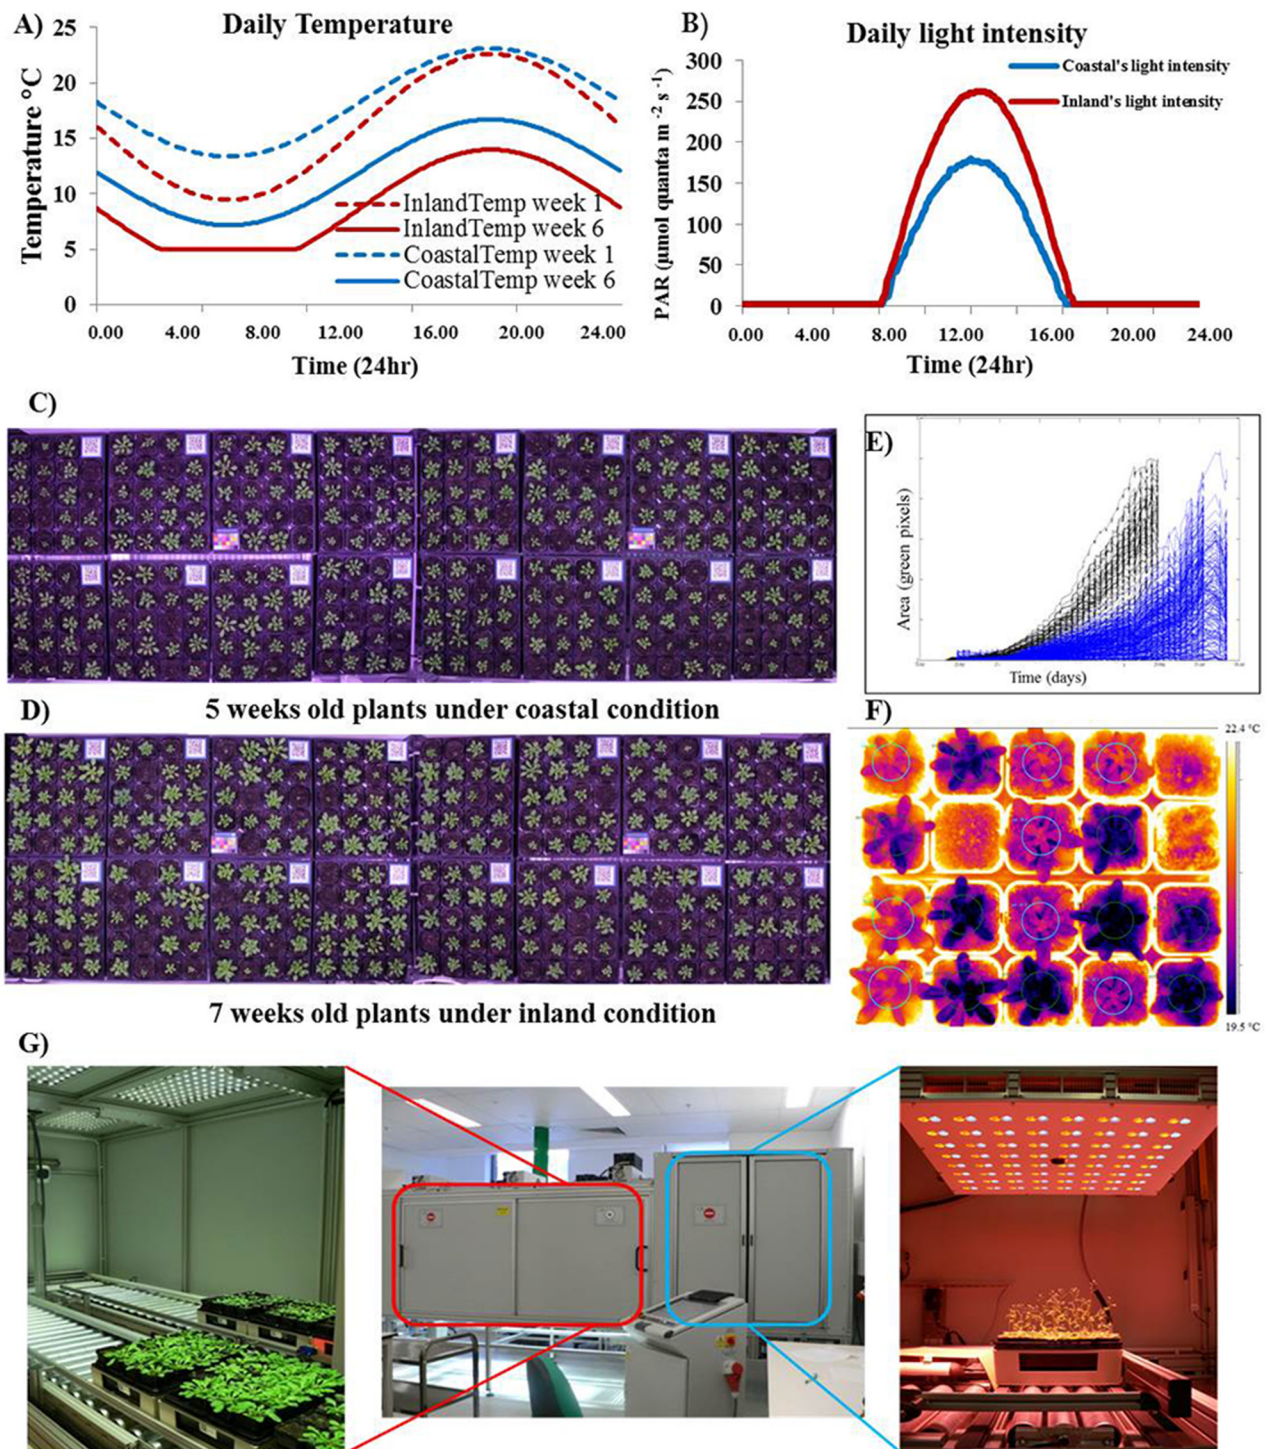 A)
Daily Temperature
25
20
15
10
5
0
Temperature °C
InlandTemp week 1
InlandTemp week 6
CoastalTemp week 1
CoastalTemp week 6
0.00 4.00 8.00 12.00 16.00 20.00 24.00
Time (24hr)
B)
Daily light intensity
300
250
200
150
100
50
0
PAR (µmol quanta m -2 s -1)
Coastal's light intensity
Inland's light intensity
0.00 4.00 8.00 12.00 16.00 20.00 24.00
Time (24hr)
C)
5 weeks old plants under coastal condition
D)
7 weeks old plants under inland condition
E)
Area (green pixels)
Time (days)
F)
22.4 °C
19.5 °C
G)